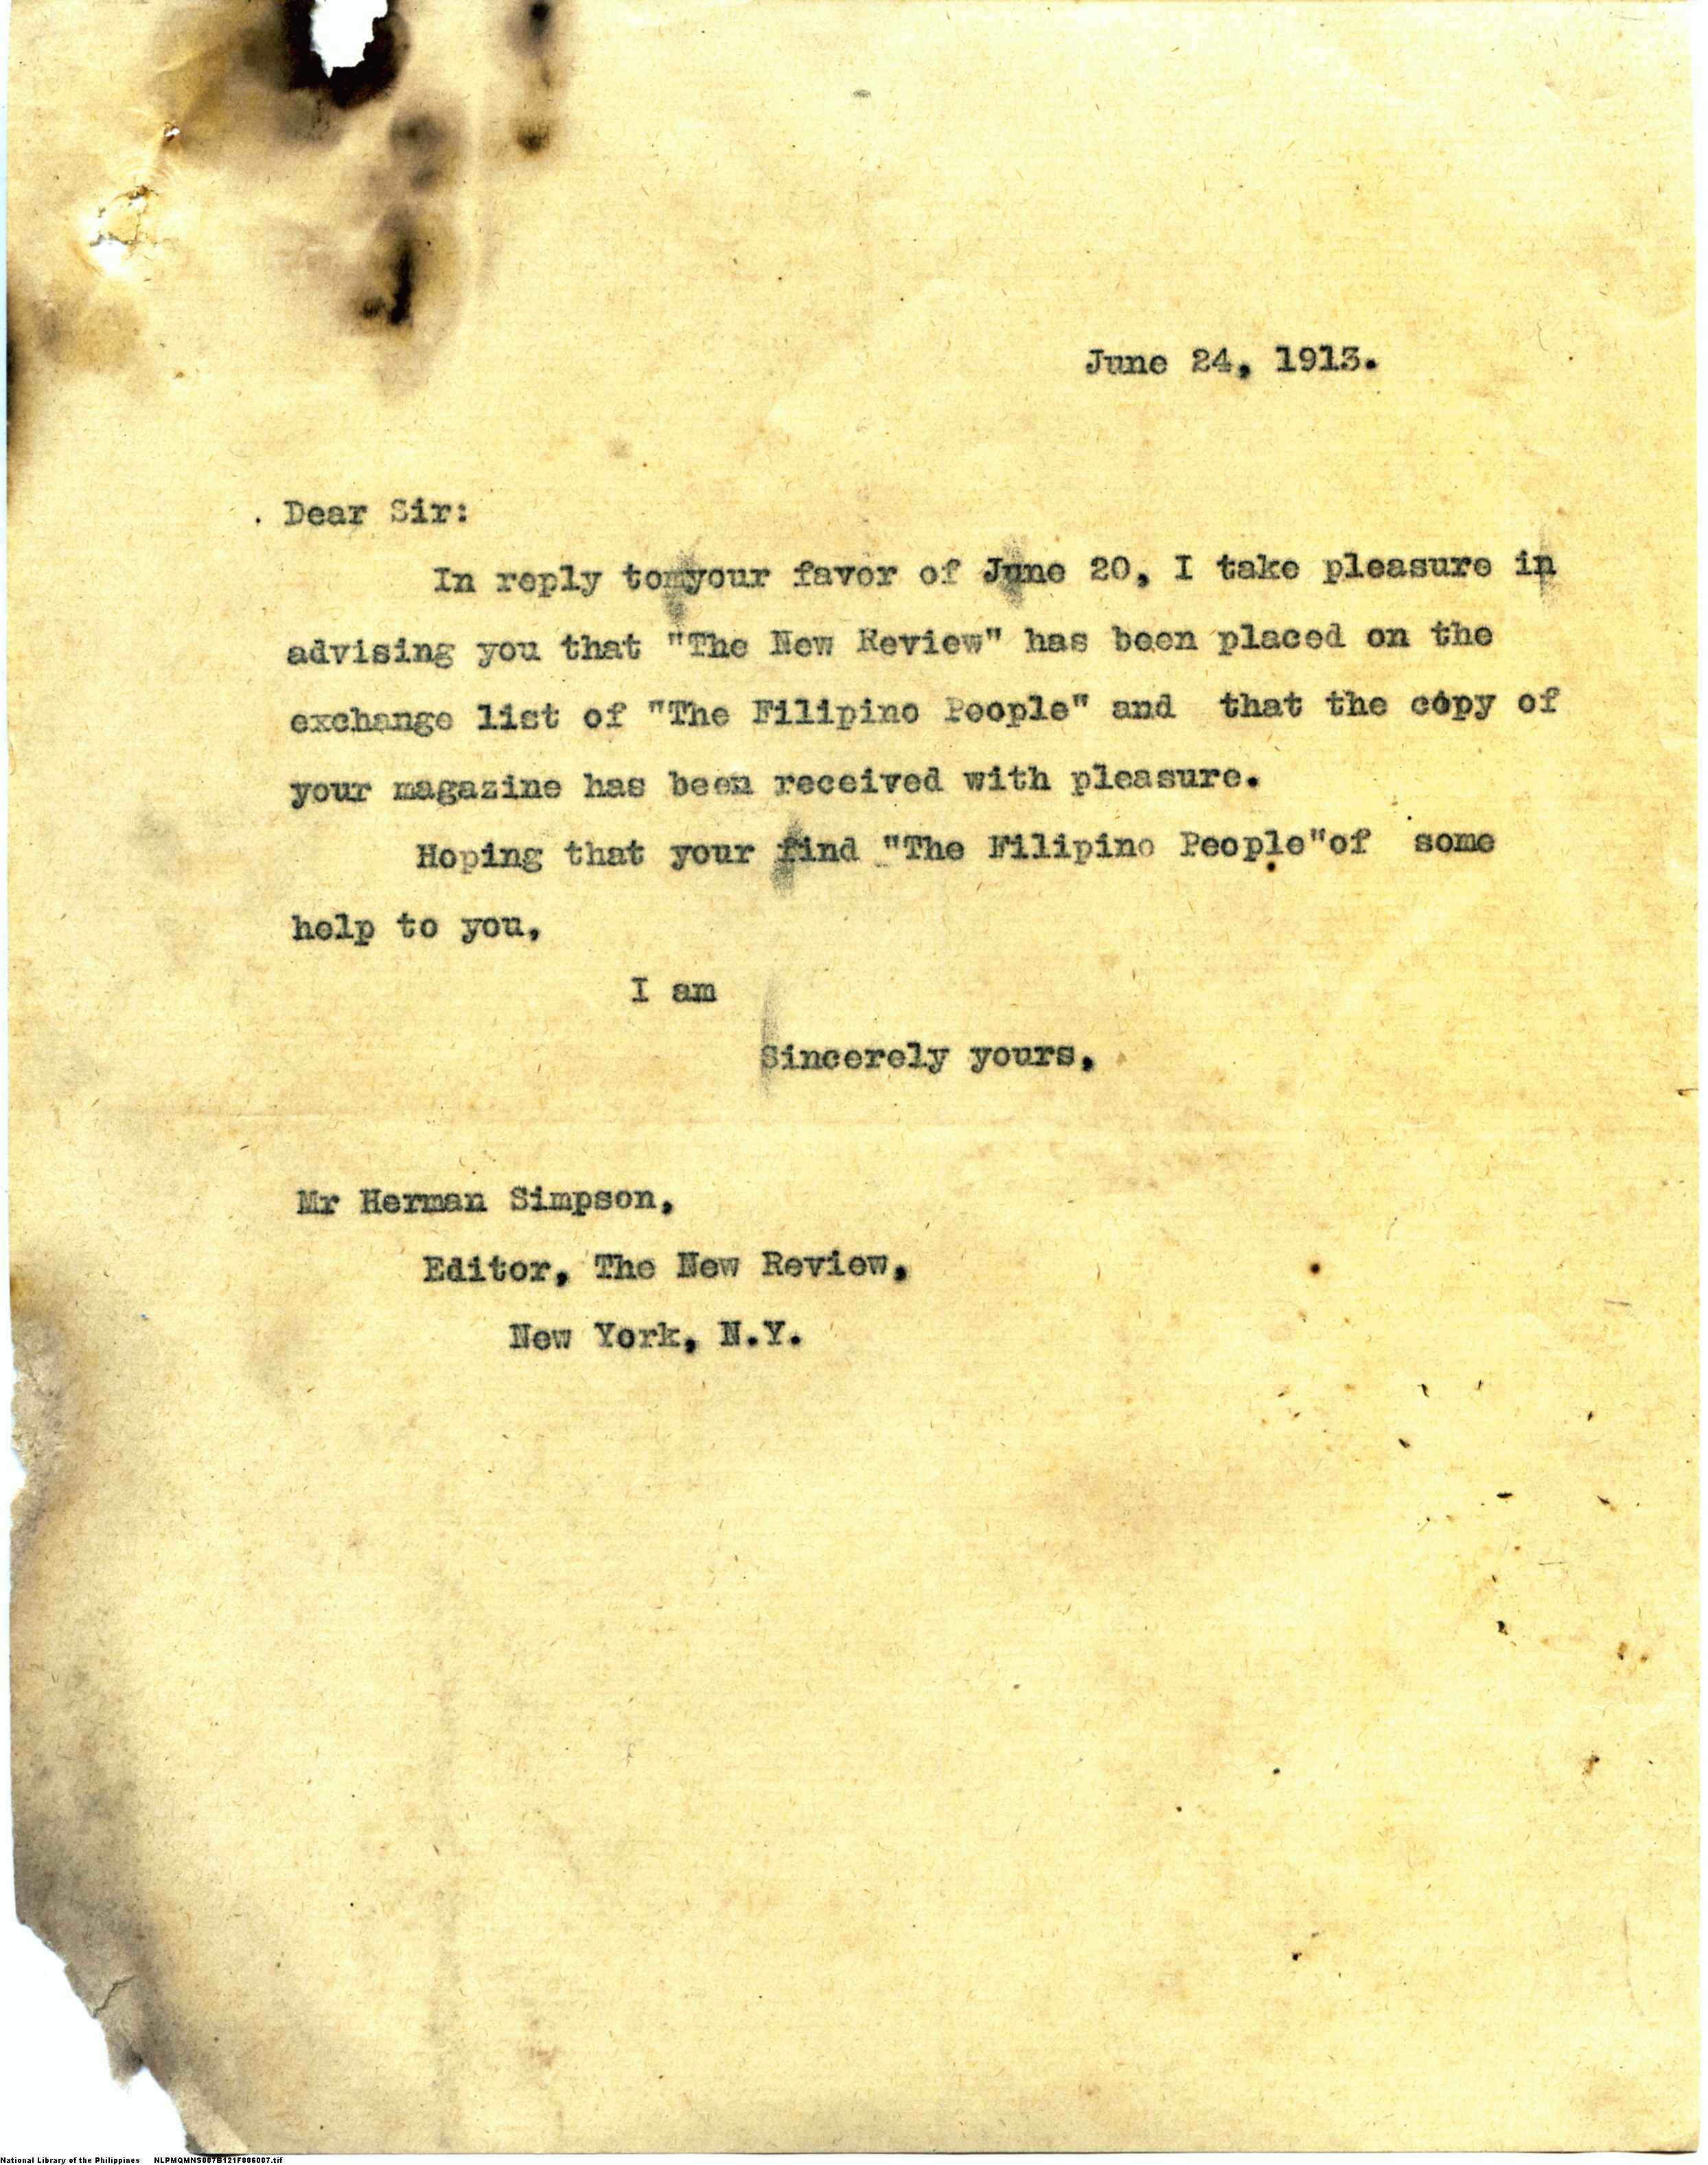 June 24, 1913.
Dear Sir:
In reply to your favor of June 20, I take pleasure in
advising you that "The New Review" has been placed on the
exchange list of "The Filipino People" and that the copy of
your magazine has been received with pleasure.
Hoping that your find "The Filipino People"of some
help to you,
I am
Sincerely yours,
Mr Herman Simpson,
Editor, The New Review,
New York, N.Y.
National Library of the Philippines NLPMQMNS007B121F006007.tif